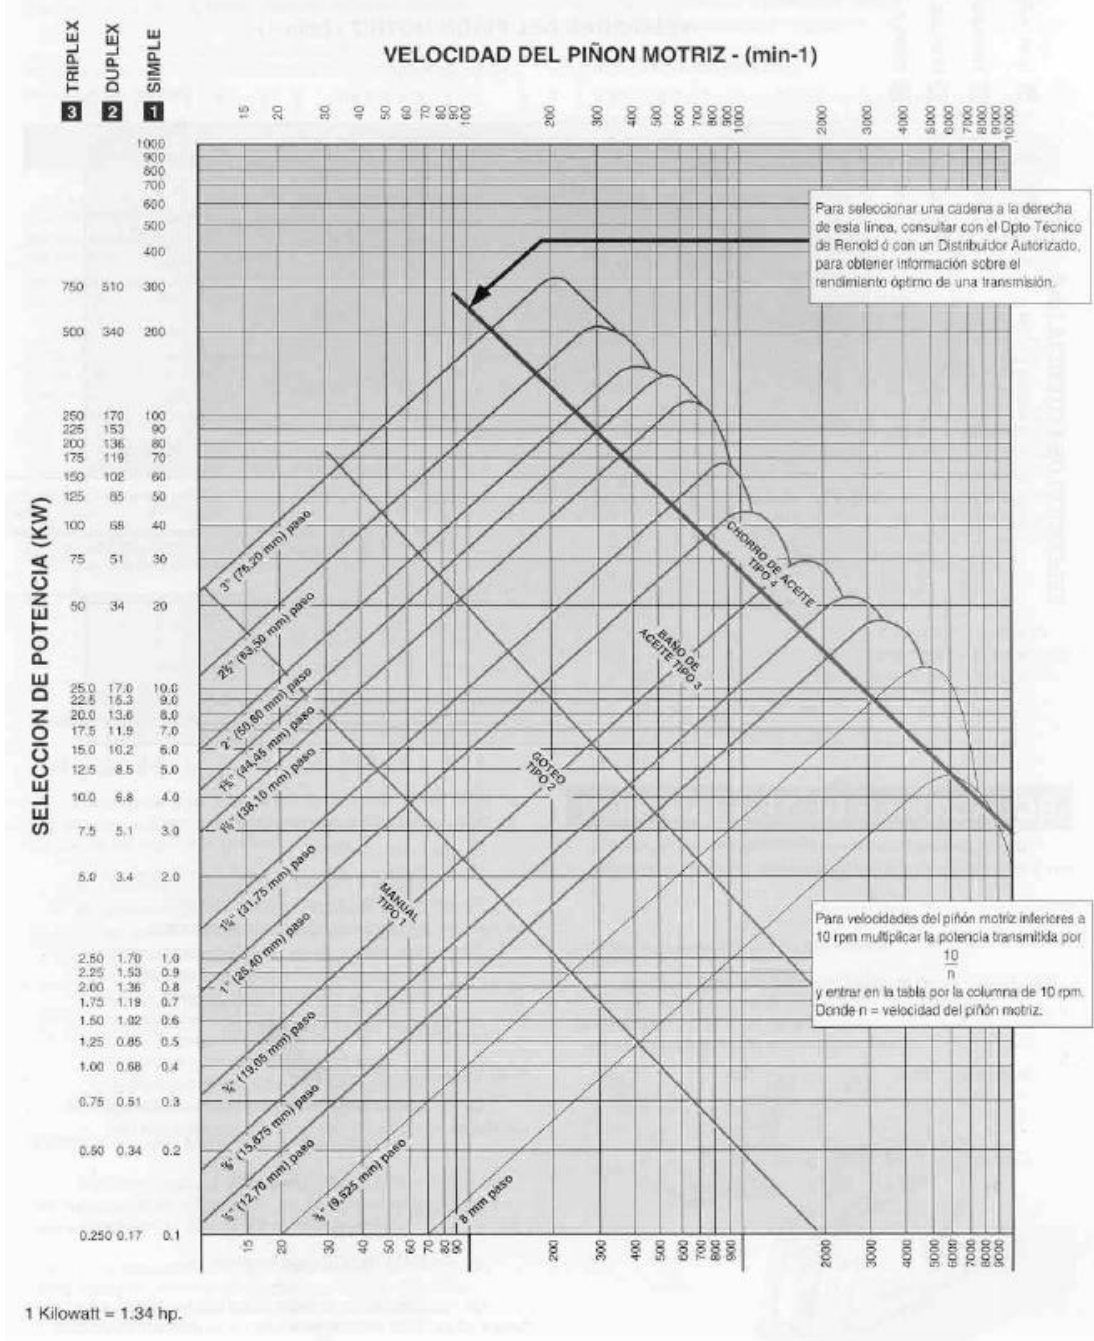 VELOCIDAD DEL PIÑON MOTRIZ - (min-1)
3 TRIPLEX
2 DUPLEX
1 SIMPLE
15 20 30 40 50 60 70 80 90 100 200 300 400 500 600 700 800 900 1000 2000 3000 4000 5000 6000 7000 8000 9000 10000
1000
900
800
700
600
500
400
750 510 300
500 340 200
250 170 100
225 153 90
200 136 80
175 119 70
150 102 60
125 85 50
100 68 40
75 51 30
50 34 20
25.0 17.0 10.0
22.5 15.3 9.0
20.0 13.6 8.0
17.5 11.9 7.0
15.0 10.2 6.0
12.5 8.5 5.0
10.0 6.8 4.0
7.5 5.1 3.0
5.0 3.4 2.0
2.50 1.70 1.0
2.25 1.53 0.9
2.00 1.36 0.8
1.75 1.19 0.7
1.50 1.02 0.6
1.25 0.85 0.5
1.00 0.68 0.4
0.75 0.51 0.3
0.50 0.34 0.2
0.250 0.17 0.1
SELECCION DE POTENCIA (KW)
Para seleccionar una cadena a la derecha
de esta línea, consultar con el Dpto Técnico
de Renold ó con un Distribuidor Autorizado,
para obtener información sobre el
rendimiento óptimo de una transmisión.
3" (76,20 mm) paso
2½" (63,50 mm) paso
2" (50,80 mm) paso
1¾" (44,45 mm) paso
1½" (38,10 mm) paso
1¼" (31,75 mm) paso
1" (25,40 mm) paso
¾" (19,05 mm) paso
⅝" (15,875 mm) paso
½" (12,70 mm) paso
⅜" (9,525 mm) paso
8 mm paso
CHORRO DE ACEITE
TIPO 4
BAÑO DE
ACEITE TIPO 3
GOTEO
TIPO 2
MANUAL
TIPO 1
Para velocidades del piñón motriz inferiores a
10 rpm multiplicar la potencia transmitida por
10
n
y entrar en la tabla por la columna de 10 rpm.
Donde n = velocidad del piñón motriz.
15 20 30 40 50 60 70 80 90 100 200 300 400 500 600 700 800 900 2000 3000 4000 5000 6000 7000 8000 9000
1 Kilowatt = 1.34 hp.